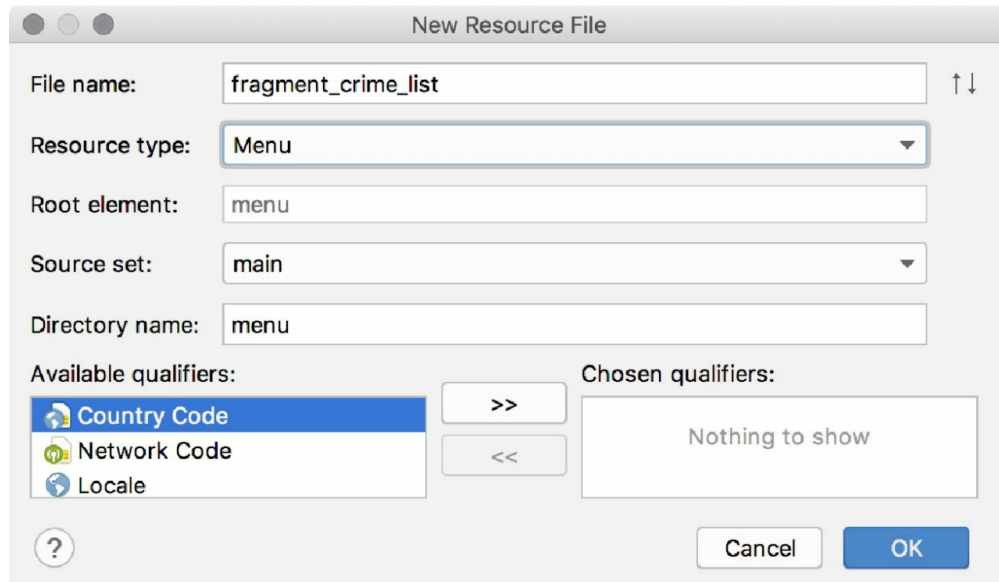 New Resource File
File name: fragment_crime_list
Resource type: Menu
Root element: menu
Source set: main
Directory name: menu
Available qualifiers:
Country Code
Network Code
Locale
>>
<<
Chosen qualifiers:
Nothing to show
?
Cancel
OK